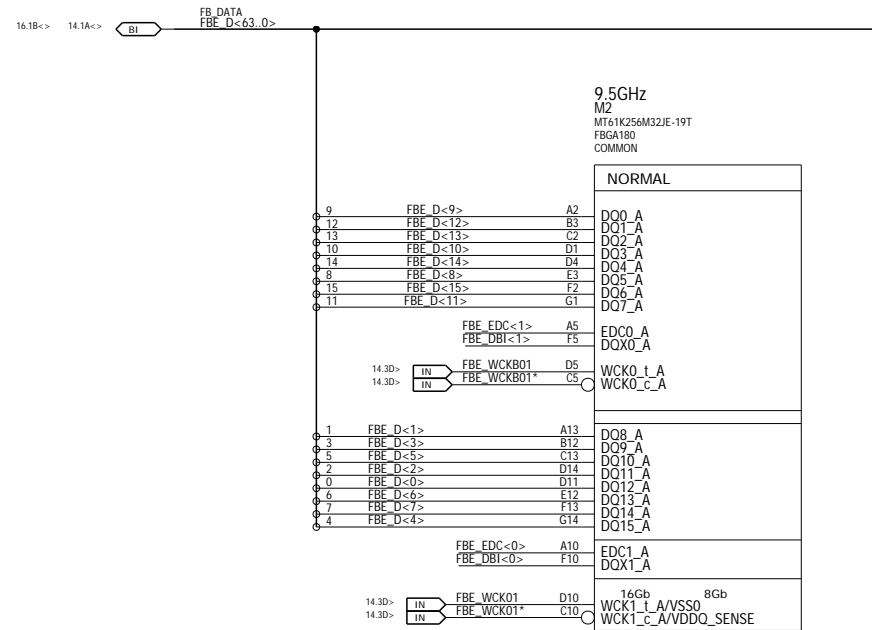 FB_DATA
16.1B<> 14.1A<> BI FBE_D<63..0>
9.5GHz
M2
MT61K256M32JE-19T
FBGA180
COMMON
NORMAL
9 FBE_D<9> A2 DQ0_A
12 FBE_D<12> B3 DQ1_A
13 FBE_D<13> C2 DQ2_A
10 FBE_D<10> D1 DQ3_A
14 FBE_D<14> D4 DQ4_A
8 FBE_D<8> E3 DQ5_A
15 FBE_D<15> F2 DQ6_A
11 FBE_D<11> G1 DQ7_A
FBE_EDC<1> A5 EDC0_A
FBE_DBI<1> F5 DQX0_A
14.3D> IN FBE_WCKB01 D5 WCK0_t_A
14.3D> IN FBE_WCKB01* C5 WCK0_c_A
1 FBE_D<1> A13 DQ8_A
3 FBE_D<3> B12 DQ9_A
5 FBE_D<5> C13 DQ10_A
2 FBE_D<2> D14 DQ11_A
0 FBE_D<0> D11 DQ12_A
6 FBE_D<6> E12 DQ13_A
7 FBE_D<7> F13 DQ14_A
4 FBE_D<4> G14 DQ15_A
FBE_EDC<0> A10 EDC1_A
FBE_DBI<0> F10 DQX1_A
16Gb 8Gb
14.3D> IN FBE_WCK01 D10 WCK1_t_A/VSS0
14.3D> IN FBE_WCK01* C10 WCK1_c_A/VDDQ_SENSE